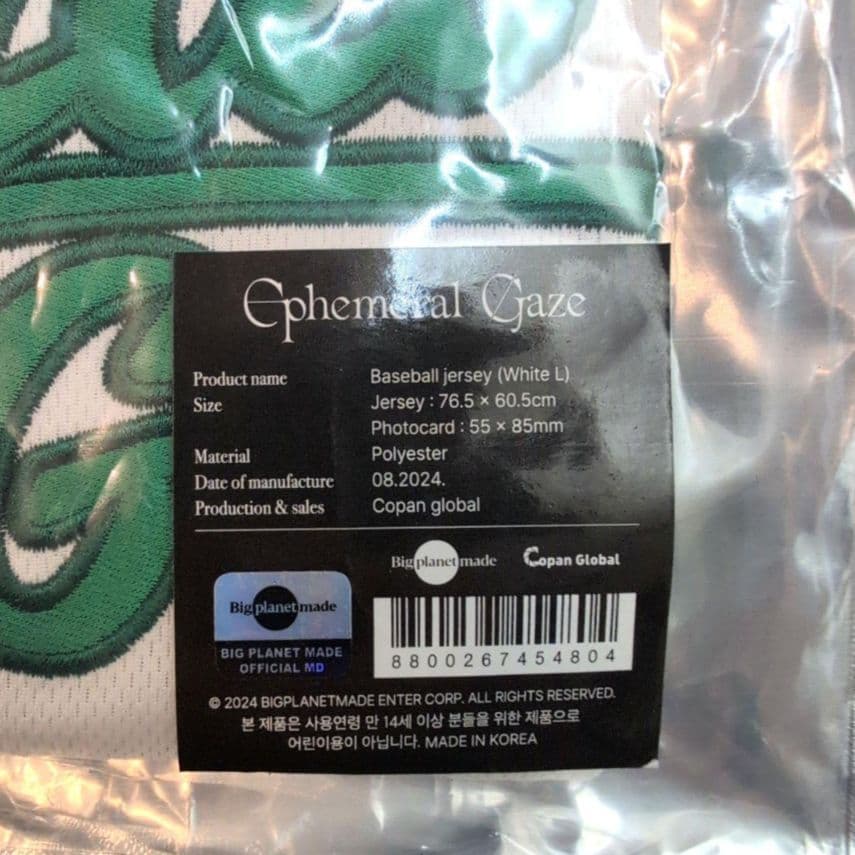 Ephemeral Gaze
Product name Baseball jersey (White L)
Size Jersey : 76.5 × 60.5cm
Photocard : 55 × 85mm
Material Polyester
Date of manufacture 08.2024.
Production & sales Copan global
Big planet made Copan Global
Big planet made
BIG PLANET MADE
OFFICIAL MD
8800267454804
© 2024 BIGPLANETMADE ENTER CORP. ALL RIGHTS RESERVED.
본 제품은 사용연령 만 14세 이상 분들을 위한 제품으로
어린이용이 아닙니다. MADE IN KOREA